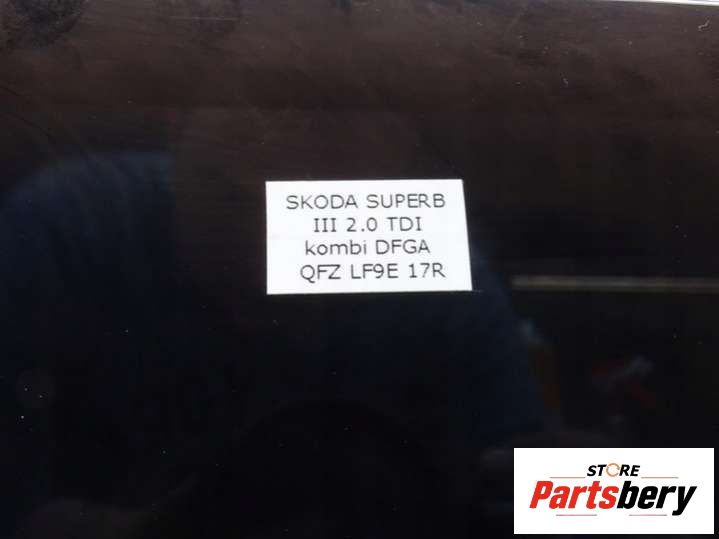 SKODA SUPERB
III 2.0 TDI
kombi DFGA
QFZ LF9E 17R
STORE
Partsbery